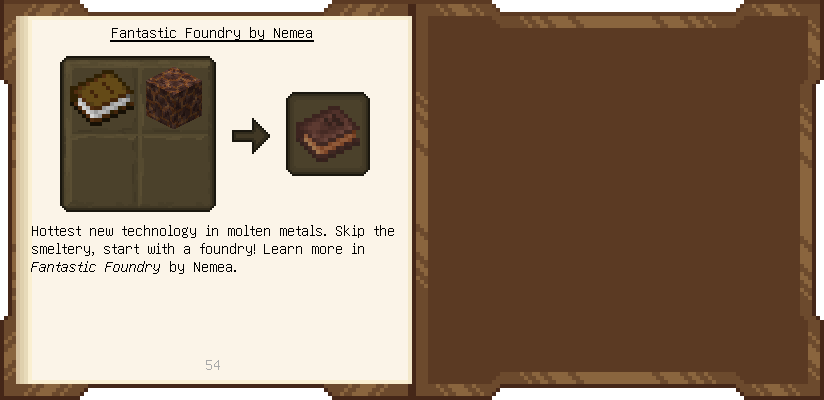 Fantastic Foundry by Nemea
Hottest new technology in molten metals. Skip the
smeltery, start with a foundry! Learn more in
Fantastic Foundry by Nemea.
54